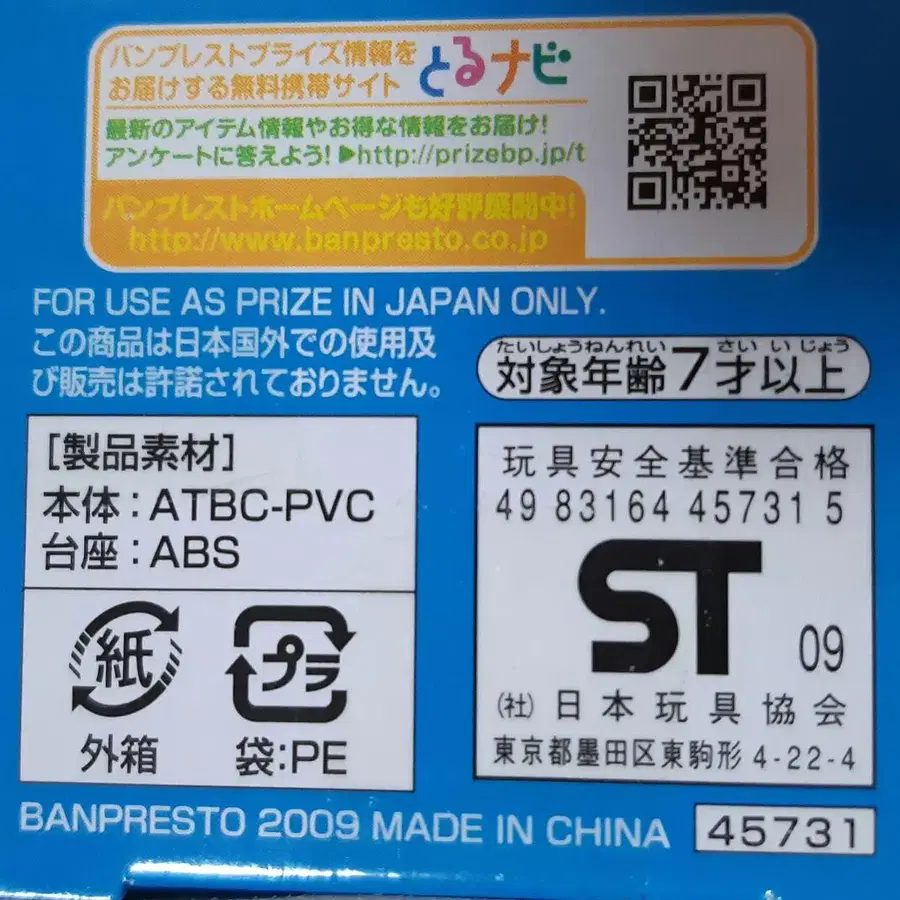 バンプレストプライズ情報を
お届けする無料携帯サイト
とるナビ
最新のアイテム情報やお得な情報をお届け!
アンケートに答えよう!▶http://prizebp.jp/t
バンプレストホームページも好評展開中!
http://www.banpresto.co.jp
FOR USE AS PRIZE IN JAPAN ONLY.
この商品は日本国外での使用及
び販売は許諾されておりません。
たいしょうねんれい さい いじょう
対象年齢7才以上
[製品素材]
本体:ATBC-PVC
台座:ABS
紙
外箱
プラ
袋:PE
玩具安全基準合格
49 83164 45731 5
ST
09
(社)日本玩具協会
東京都墨田区東駒形 4-22-4
BANPRESTO 2009 MADE IN CHINA
45731